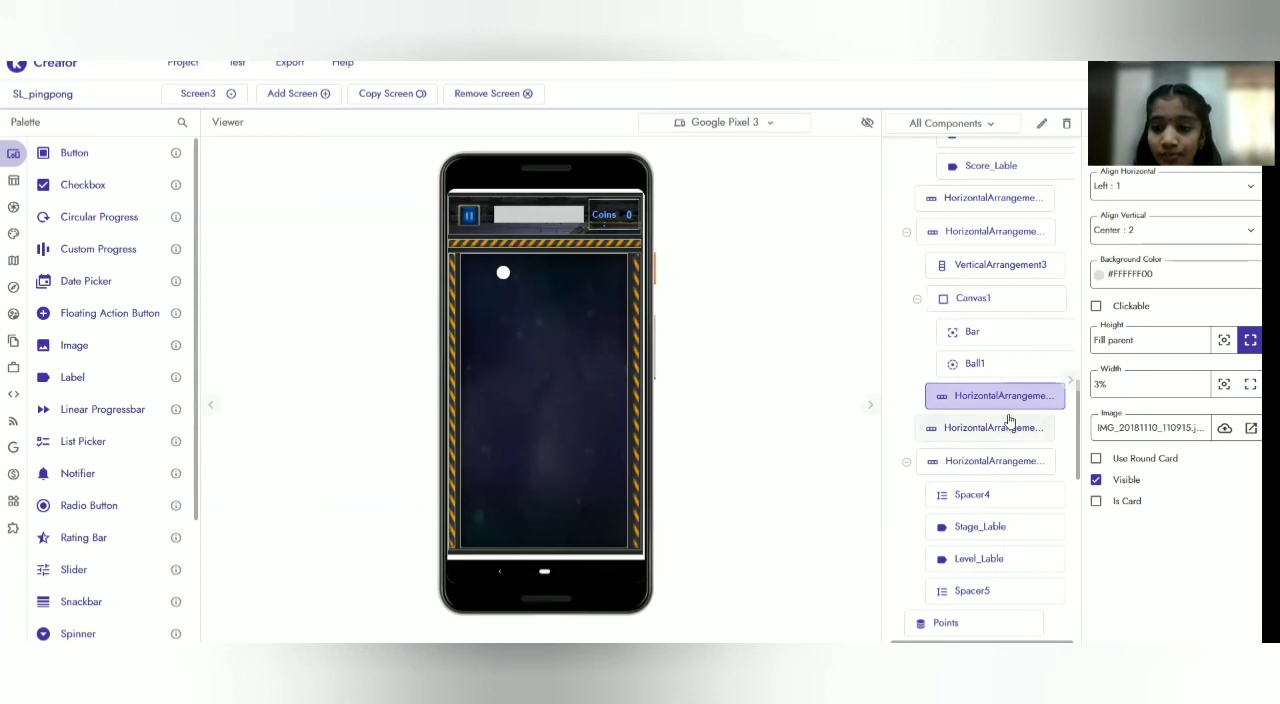 Creator
Project
Test
Export
Help
SL_pingpong
Screen3
Add Screen
Copy Screen
Remove Screen
Palette
Viewer
Google Pixel 3
All Components
Button
Checkbox
Circular Progress
Custom Progress
Date Picker
Floating Action Button
Image
Label
Linear Progressbar
List Picker
Notifier
Radio Button
Rating Bar
Slider
Snackbar
Spinner
Coins 0
Score_Lable
HorizontalArrangeme...
HorizontalArrangeme...
VerticalArrangement3
Canvas1
Bar
Ball1
HorizontalArrangeme...
HorizontalArrangeme...
HorizontalArrangeme...
Spacer4
Stage_Lable
Level_Lable
Spacer5
Points
Align Horizontal
Left : 1
Align Vertical
Center : 2
Background Color
#FFFFFF00
Clickable
Height
Fill parent
Width
3%
Image
IMG_20181110_110915.j...
Use Round Card
Visible
Is Card